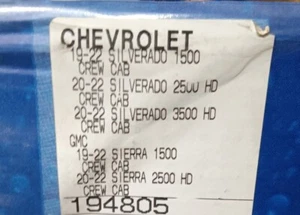 CHEVROLET
19-22 SILVERADO 1500
CREW CAB
20-22 SILVERADO 2500 HD
CREW CAB
20-22 SILVERADO 3500 HD
CREW CAB
GMC
19-22 SIERRA 1500
CREW CAB
20-22 SIERRA 2500 HD
CREW CAB
194805